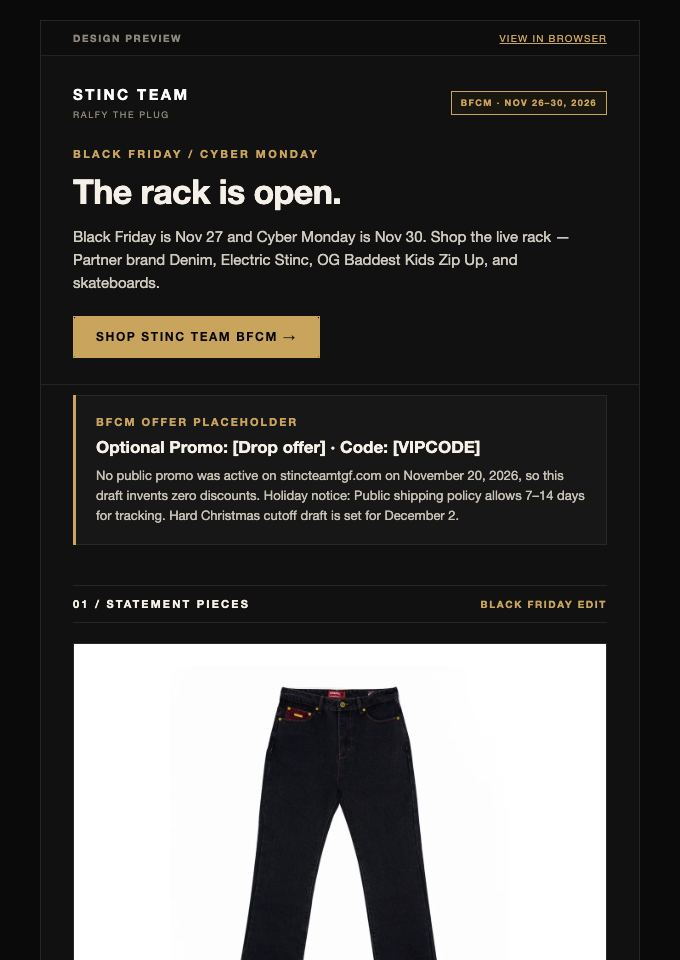 DESIGN PREVIEW
VIEW IN BROWSER
STINC TEAM
RALFY THE PLUG
BFCM · NOV 26–30, 2026
BLACK FRIDAY / CYBER MONDAY
The rack is open.
Black Friday is Nov 27 and Cyber Monday is Nov 30. Shop the live rack —
Partner brand Denim, Electric Stinc, OG Baddest Kids Zip Up, and
skateboards.
SHOP STINC TEAM BFCM →
BFCM OFFER PLACEHOLDER
Optional Promo: [Drop offer] · Code: [VIPCODE]
No public promo was active on stincteamtgf.com on November 20, 2026, so this
draft invents zero discounts. Holiday notice: Public shipping policy allows 7–14 days
for tracking. Hard Christmas cutoff draft is set for December 2.
01 / STATEMENT PIECES
BLACK FRIDAY EDIT